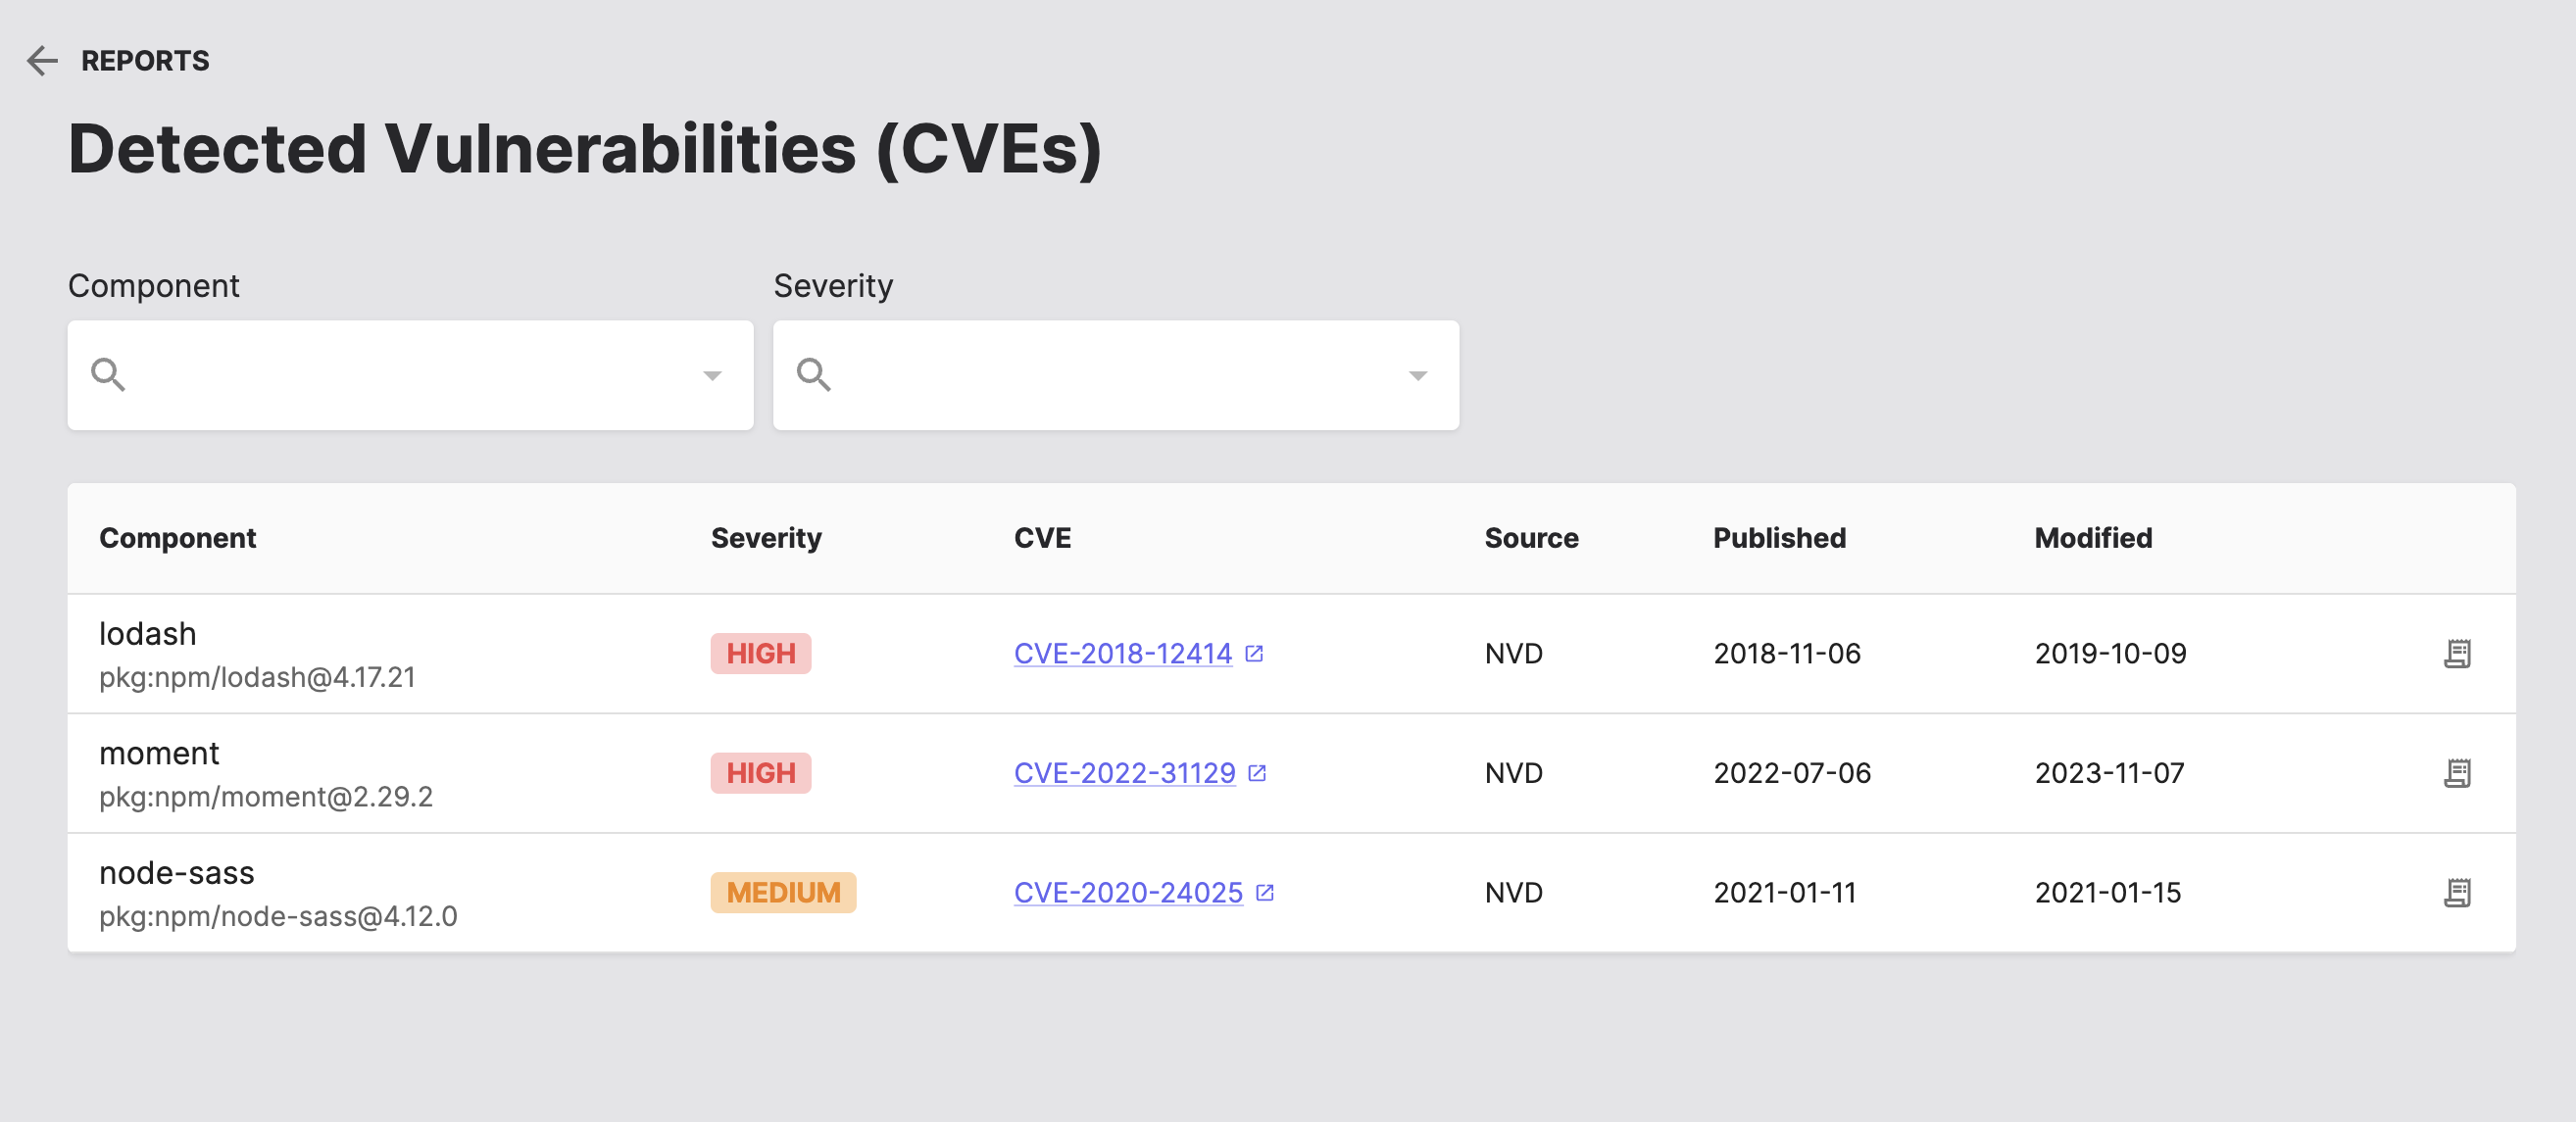 REPORTS
Detected Vulnerabilities (CVEs)
Component Severity
Component Severity CVE Source Published Modified
lodash
pkg:npm/lodash@4.17.21
HIGH CVE-2018-12414 NVD 2018-11-06 2019-10-09
moment
pkg:npm/moment@2.29.2
HIGH CVE-2022-31129 NVD 2022-07-06 2023-11-07
node-sass
pkg:npm/node-sass@4.12.0
MEDIUM CVE-2020-24025 NVD 2021-01-11 2021-01-15